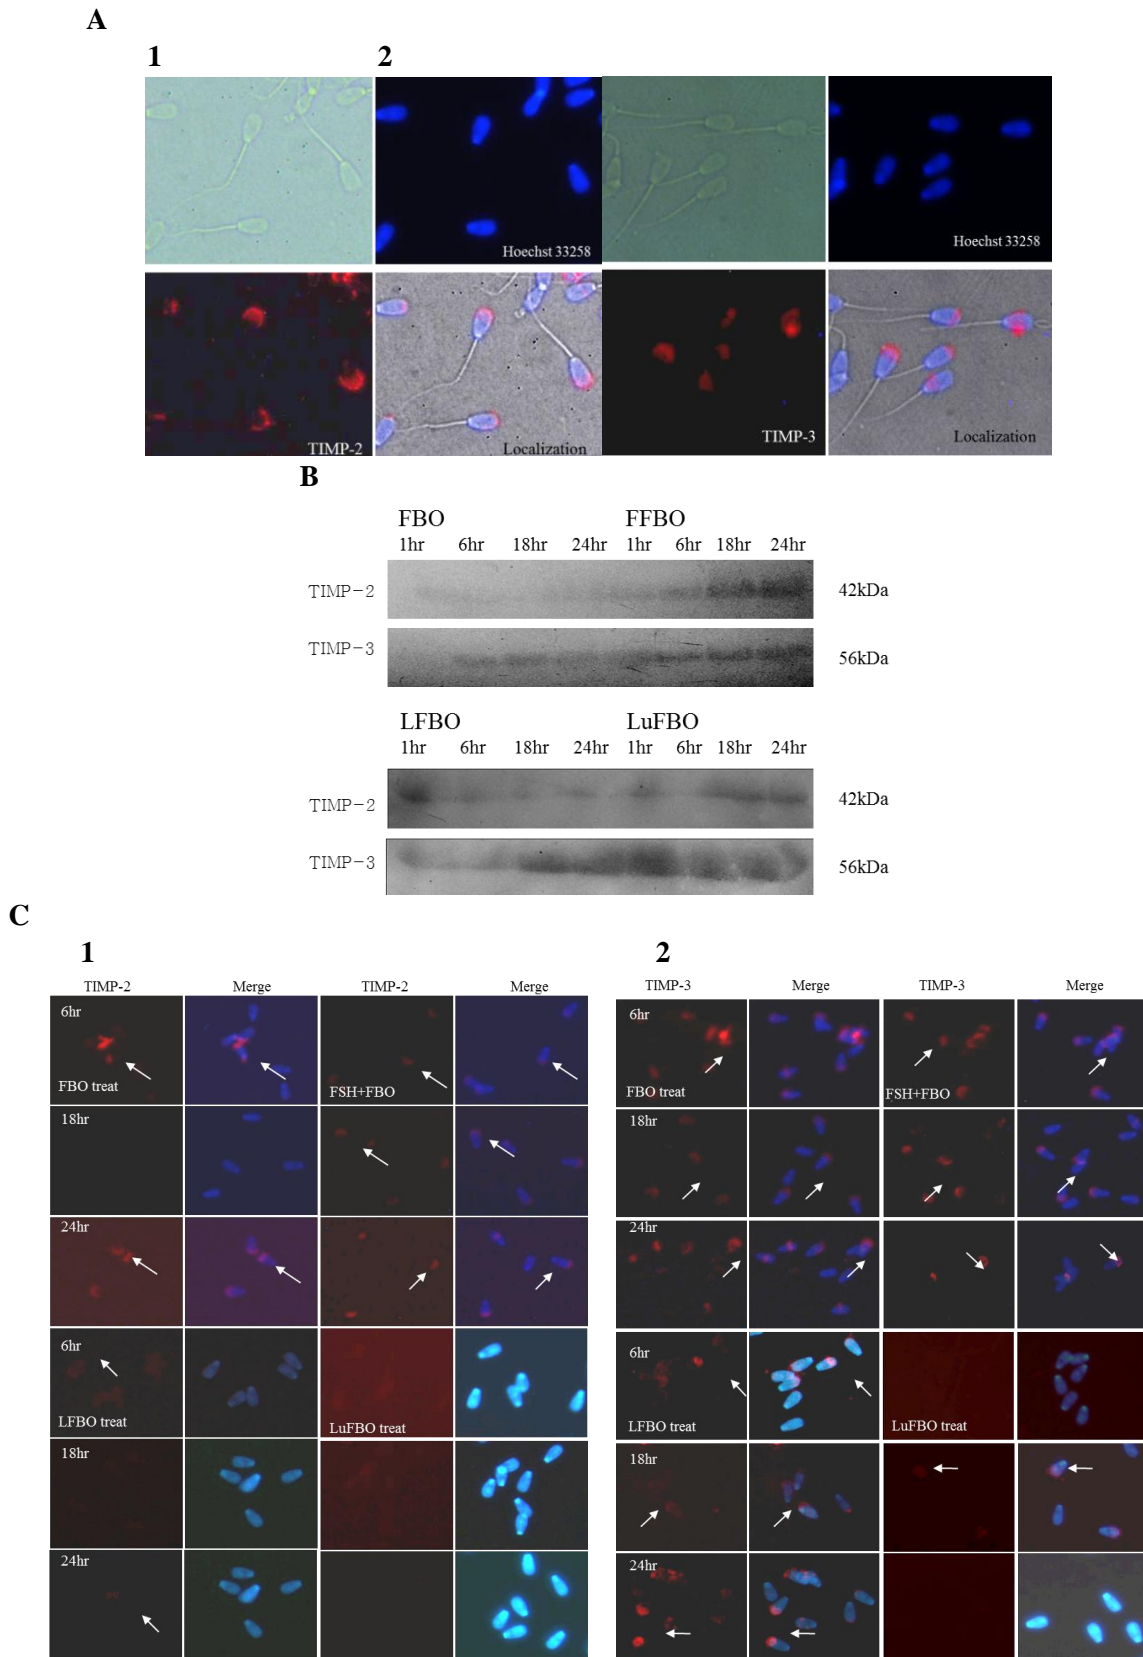 A
1 2
Hoechst 33258
Hoechst 33258
TIMP-2
Localization
TIMP-3
Localization
B
FBO FFBO
1hr 6hr 18hr 24hr 1hr 6hr 18hr 24hr
TIMP-2 42kDa
TIMP-3 56kDa
LFBO LuFBO
1hr 6hr 18hr 24hr 1hr 6hr 18hr 24hr
TIMP-2 42kDa
TIMP-3 56kDa
C
1
TIMP-2 Merge TIMP-2 Merge
6hr
FBO treat FSH+FBO
18hr
24hr
6hr
LFBO treat LuFBO treat
18hr
24hr
2
TIMP-3 Merge TIMP-3 Merge
6hr
FBO treat FSH+FBO
18hr
24hr
6hr
LFBO treat LuFBO treat
18hr
24hr